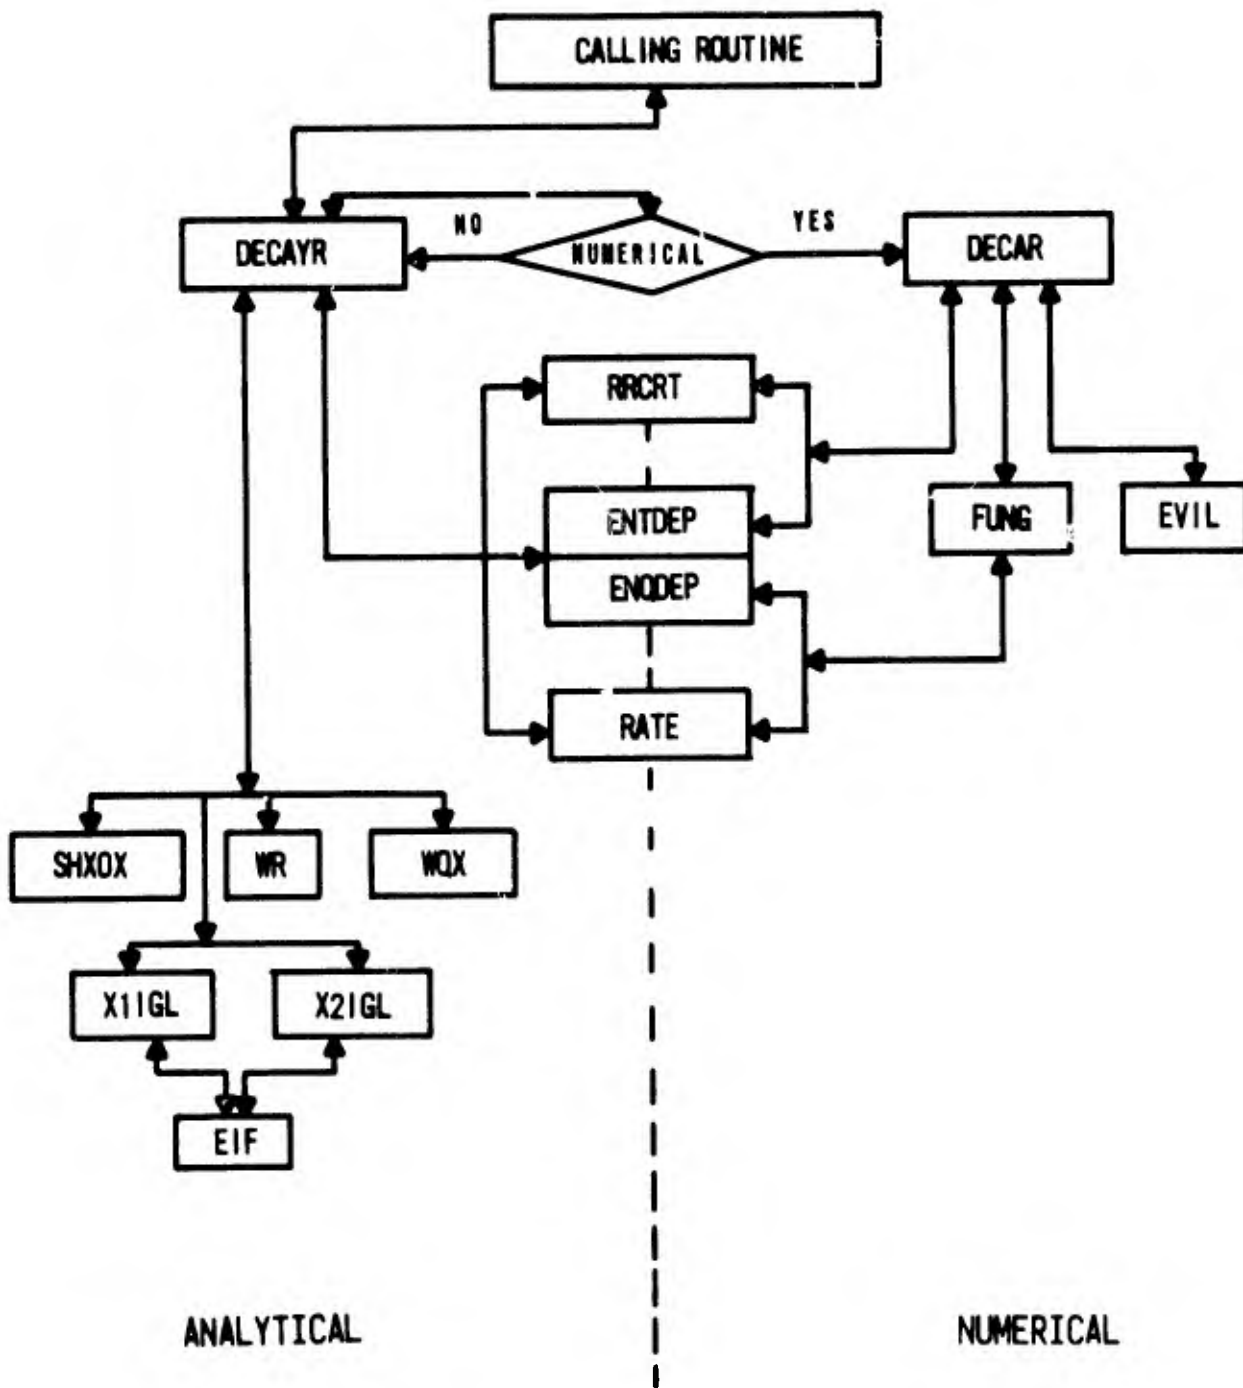 CALLING ROUTINE
NO
YES
DECAYR
NUMERICAL
DECAR
RRCRT
ENTDEP
FUNG
EVIL
ENQDEP
RATE
SHXOX
WR
WQX
X1IGL
X2IGL
EIF
ANALYTICAL
NUMERICAL